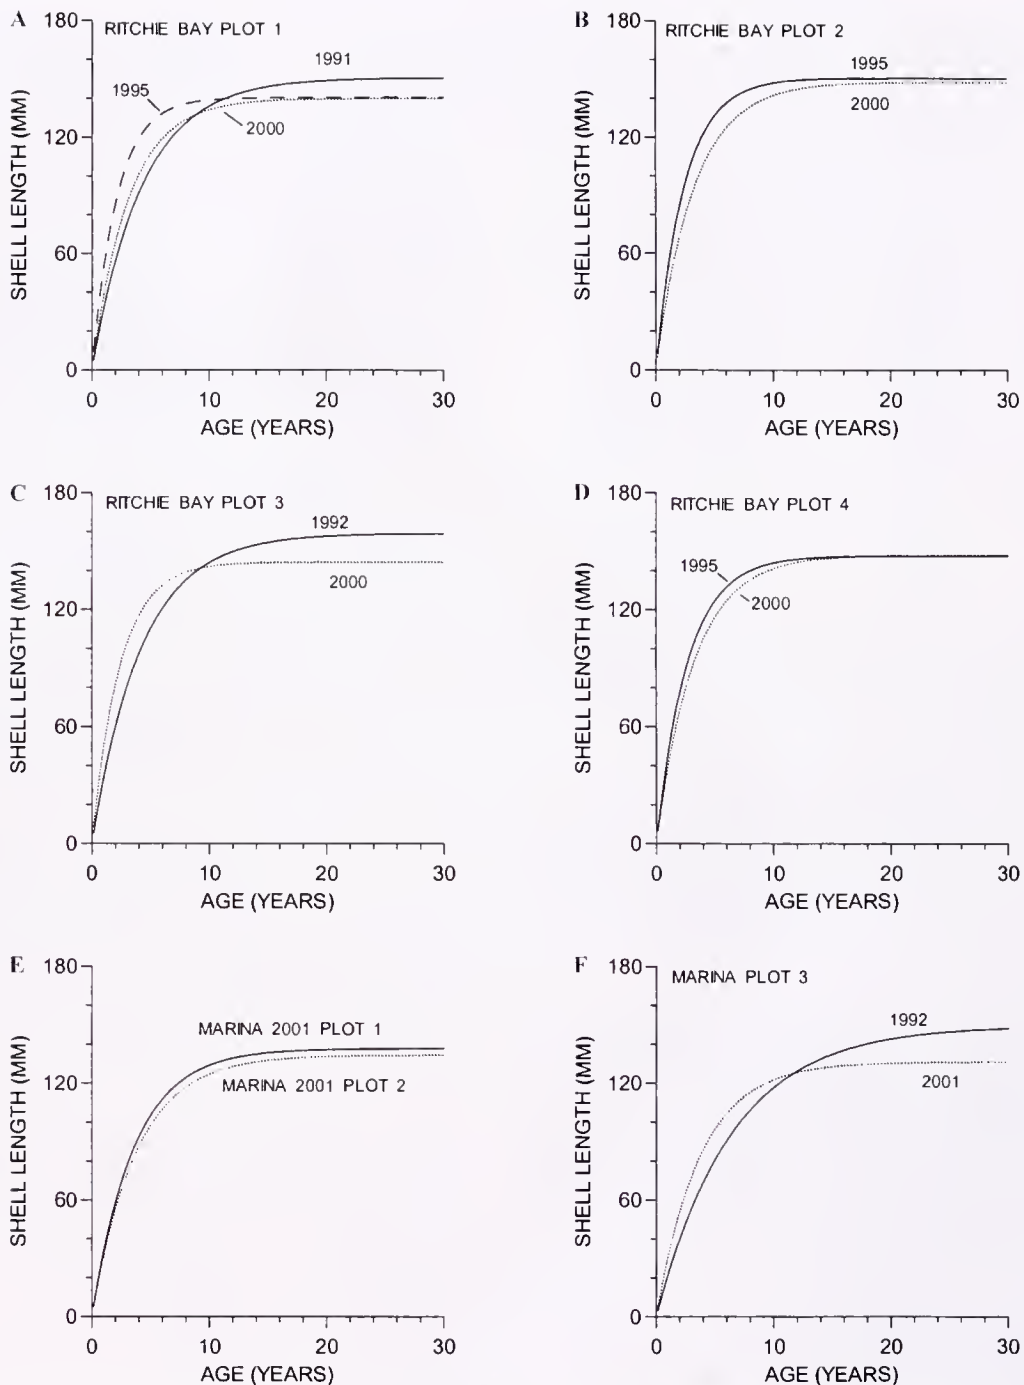 A
180
RITCHIE BAY PLOT 1
1991
1995
2000
120
60
0
SHELL LENGTH (MM)
0 10 20 30
AGE (YEARS)
B
180
RITCHIE BAY PLOT 2
1995
2000
120
60
0
SHELL LENGTH (MM)
0 10 20 30
AGE (YEARS)
C
180
RITCHIE BAY PLOT 3
1992
2000
120
60
0
SHELL LENGTH (MM)
0 10 20 30
AGE (YEARS)
D
180
RITCHIE BAY PLOT 4
1995
2000
120
60
0
SHELL LENGTH (MM)
0 10 20 30
AGE (YEARS)
E
180
MARINA 2001 PLOT 1
MARINA 2001 PLOT 2
120
60
0
SHELL LENGTH (MM)
0 10 20 30
AGE (YEARS)
F
180
MARINA PLOT 3
1992
2001
120
60
0
SHELL LENGTH (MM)
0 10 20 30
AGE (YEARS)